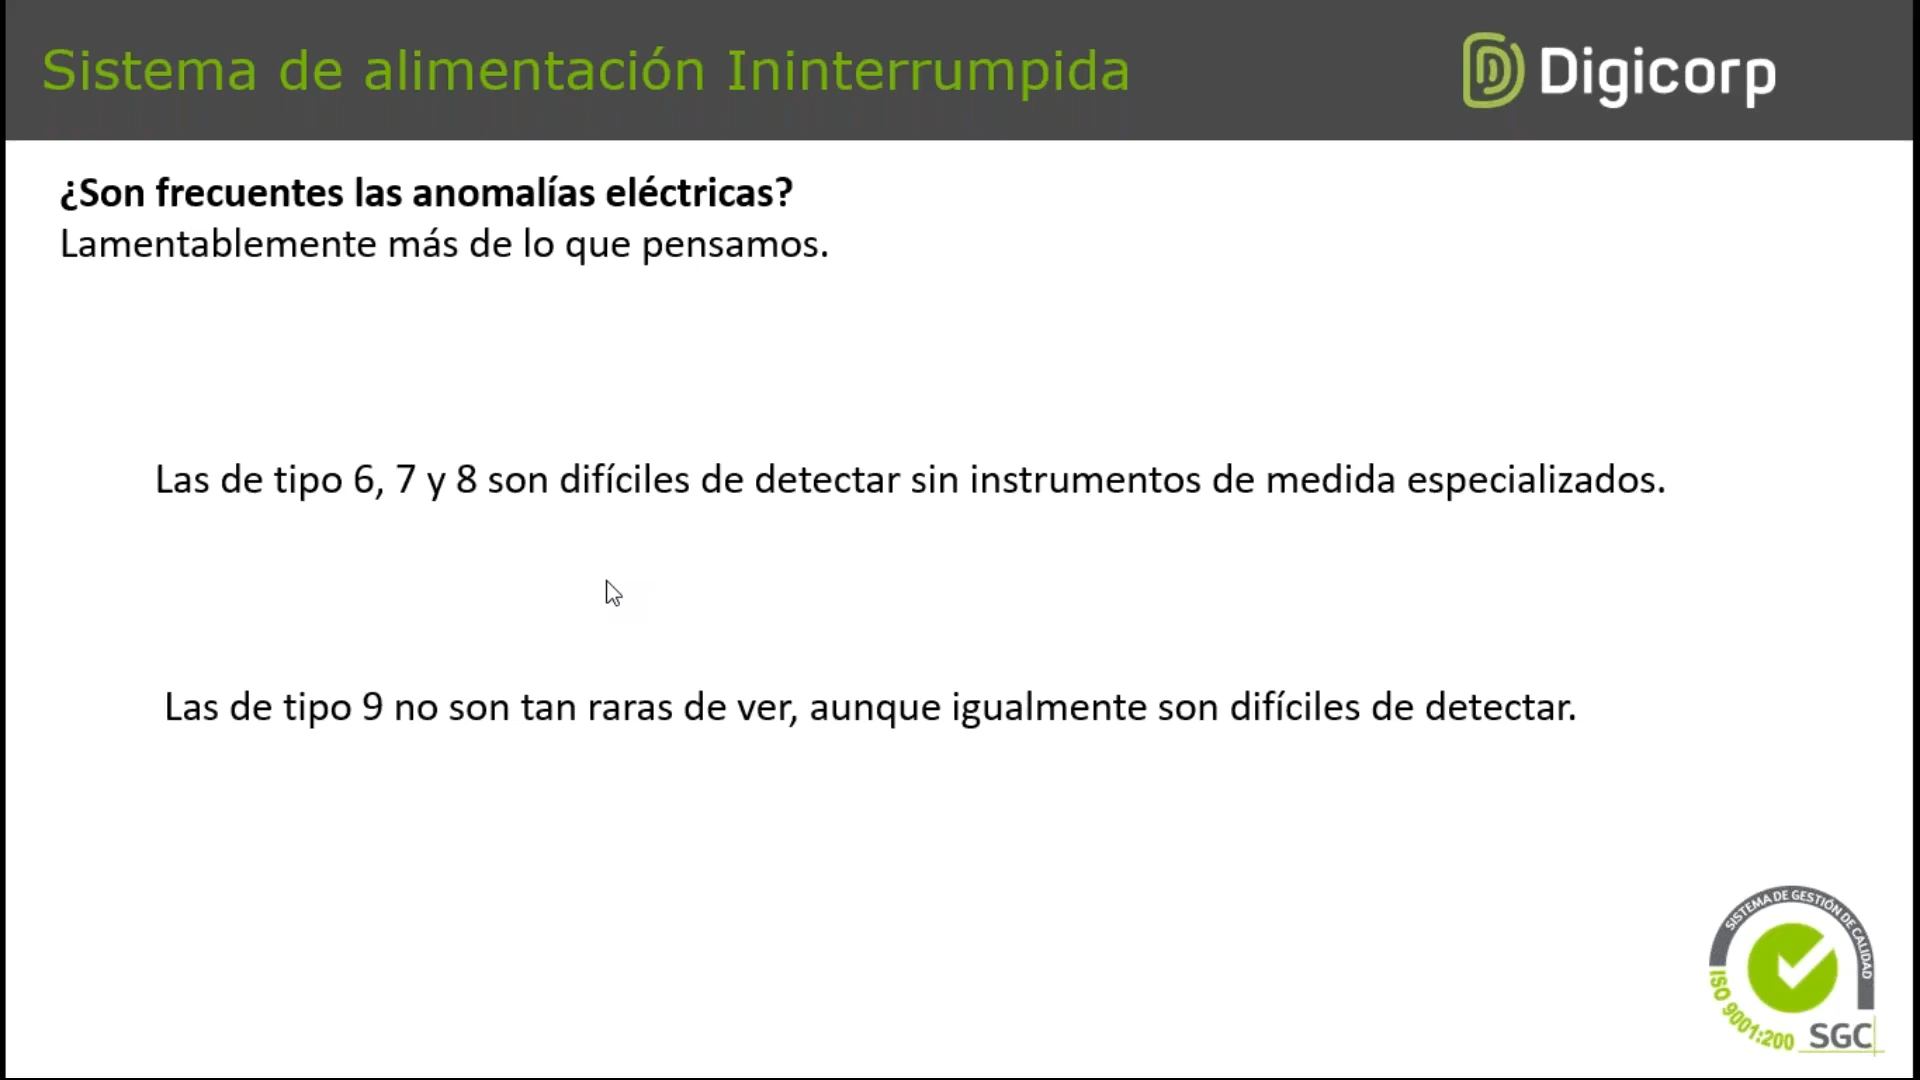 Sistema de alimentación Ininterrumpida
Digicorp
¿Son frecuentes las anomalías eléctricas?
Lamentablemente más de lo que pensamos.
Las de tipo 6, 7 y 8 son difíciles de detectar sin instrumentos de medida especializados.
Las de tipo 9 no son tan raras de ver, aunque igualmente son difíciles de detectar.
SISTEMA DE GESTIÓN DE CALIDAD
ISO 9001:200
SGC